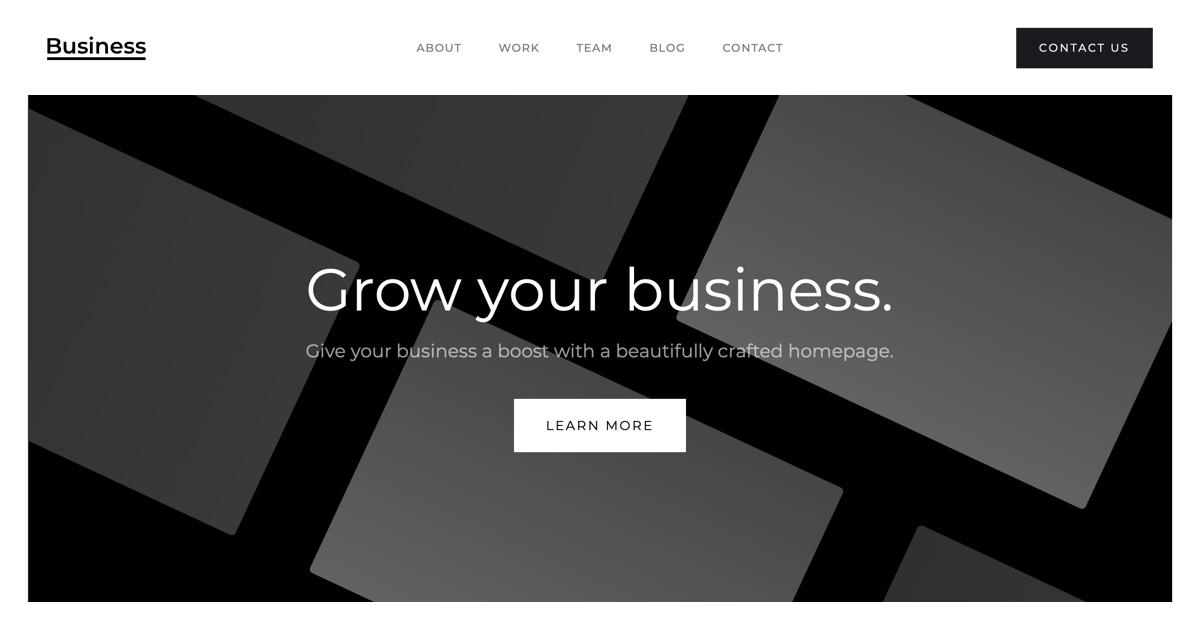 Business
ABOUT WORK TEAM BLOG CONTACT
CONTACT US
Grow your business.
Give your business a boost with a beautifully crafted homepage.
LEARN MORE